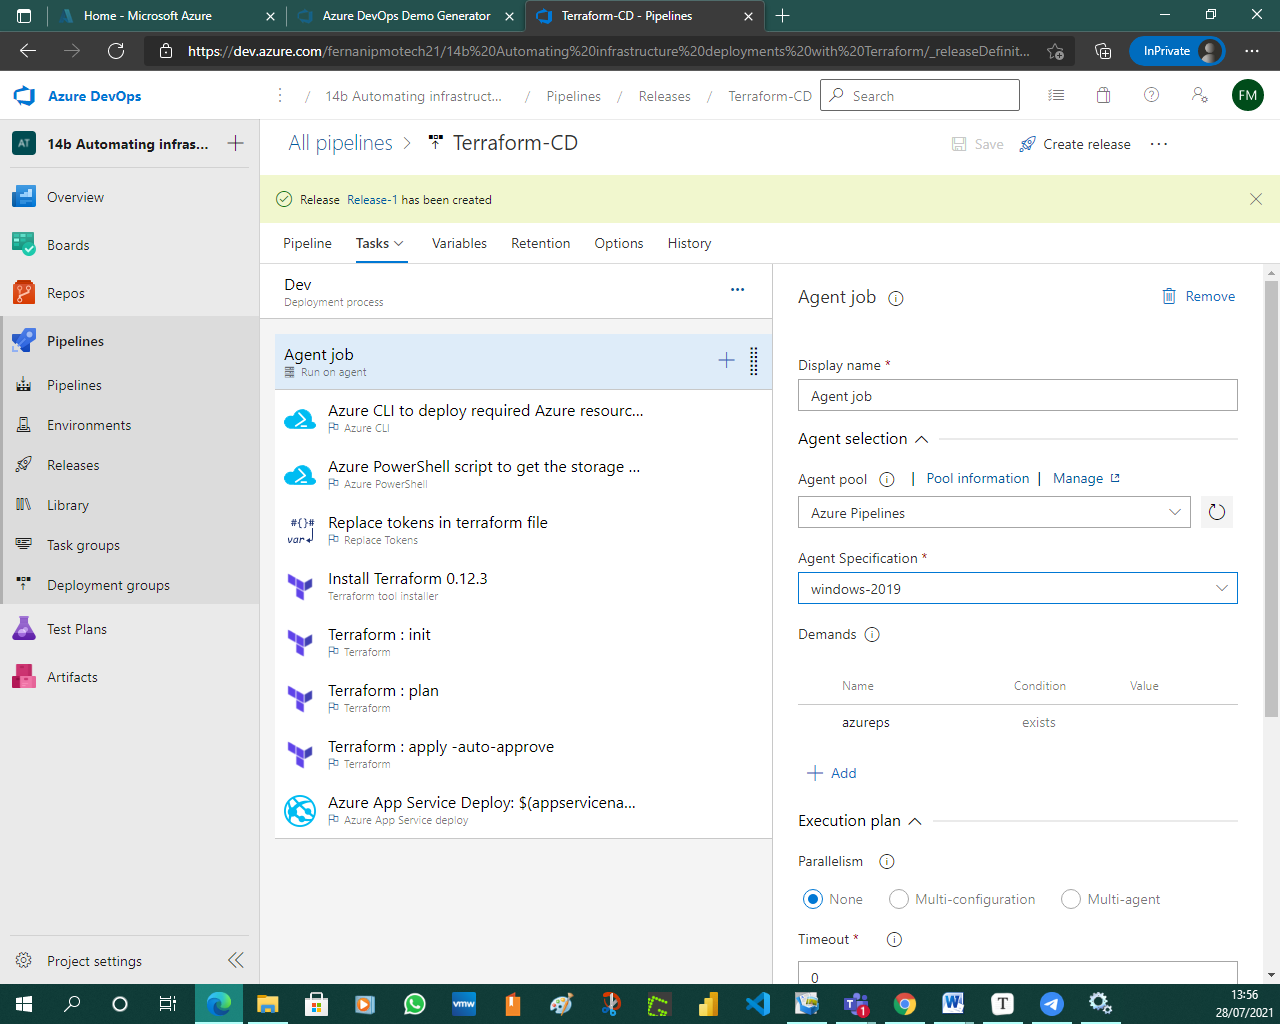 Home - Microsoft Azure
Azure DevOps Demo Generator
Terraform-CD - Pipelines
https://dev.azure.com/fernanipmotech21/14b%20Automating%20infrastructure%20deployments%20with%20Terraform/_releaseDefinit...
InPrivate
Azure DevOps
/ 14b Automating infrastruct... / Pipelines / Releases / Terraform-CD
Search
FM
AT
14b Automating infras...
All pipelines > Terraform-CD
Save
Create release
Release Release-1 has been created
Overview
Boards
Repos
Pipelines
Pipelines
Environments
Releases
Library
Task groups
Deployment groups
Test Plans
Artifacts
Project settings
Pipeline Tasks Variables Retention Options History
Dev
Deployment process
Agent job
Run on agent
Azure CLI to deploy required Azure resourc...
Azure CLI
Azure PowerShell script to get the storage ...
Azure PowerShell
#{}#
var
Replace tokens in terraform file
Replace Tokens
Install Terraform 0.12.3
Terraform tool installer
Terraform : init
Terraform
Terraform : plan
Terraform
Terraform : apply -auto-approve
Terraform
Azure App Service Deploy: $(appservicena...
Azure App Service deploy
Agent job
Remove
Display name *
Agent job
Agent selection
Agent pool | Pool information | Manage
Azure Pipelines
Agent Specification *
windows-2019
Demands
Name Condition Value
azureps exists
Add
Execution plan
Parallelism
None Multi-configuration Multi-agent
Timeout *
0
vmw
1
W
T
13:56
28/07/2021